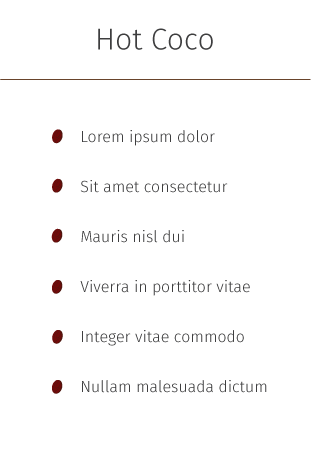 Hot Coco
Lorem ipsum dolor
Sit amet consectetur
Mauris nisl dui
Viverra in porttitor vitae
Integer vitae commodo
Nullam malesuada dictum